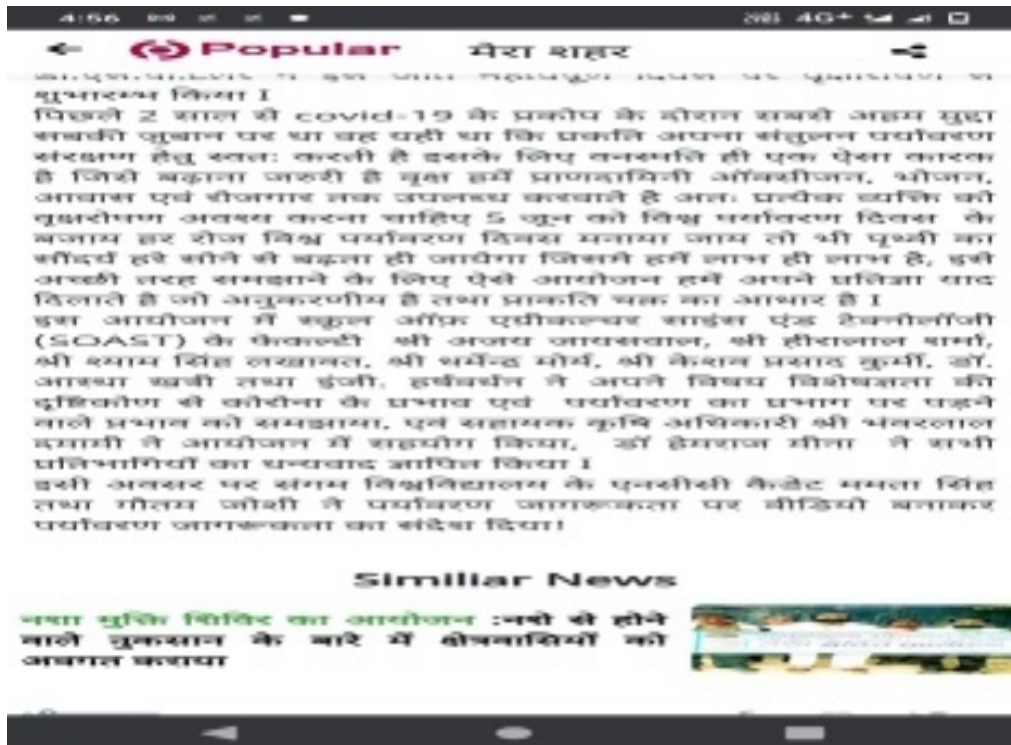 4:56 4G+
Popular मेरा शहर
शुभारम्भ किया I
पिछले 2 साल से covid-19 के प्रकोप के दौरान सबसे अहम मुद्दा
सबकी जुबान पर था वह यही था कि प्रकति अपना संतुलन पर्यावरण
संरक्षण हेतु स्वतः करती है इसके लिए वनस्पति ही एक ऐसा कारक
है जिसे बढ़ाना जरुरी है वृक्ष हमें प्राणदायिनी ऑक्सीजन, भोजन,
आवास एवं रोजगार तक उपलब्ध करवाते है अतः प्रत्येक व्यक्ति को
वृक्षरोपण अवश्य करना चाहिए 5 जून को विश्व पर्यावरण दिवस के
बजाय हर रोज विश्व पर्यावरण दिवस मनाया जाय तो भी पृथ्वी का
सौंदर्य हरे सोने से बढ़ता ही जायेगा जिसमे हमें लाभ ही लाभ है, इसे
अच्छी तरह समझाने के लिए ऐसे आयोजन हमें अपने प्रतिज्ञा याद
दिलाते है जो अनुकरणीय है तथा प्राकति चक्र का आधार है I
इस आयोजन में स्कुल ऑफ़ एग्रीकल्चर साइंस एंड टेक्नोलॉजी
(SOAST) के फेकल्टी श्री अजय जायसवाल, श्री हीरालाल शर्मा,
श्री श्याम सिंह लखावत, श्री धर्मेन्द्र मोर्य, श्री केशव प्रसाद कुर्मी, डॉ.
आस्था खत्री तथा इंजी. हर्षवर्धन ने अपने विषय विशेषज्ञता की
दृष्टिकोण से कोरोना के प्रभाव एवं पर्यावरण का प्रभाग पर पड़ने
वाले प्रभाव को समझाया, एवं सहायक कृषि अधिकारी श्री भंवरलाल
दमामी ने आयोजन में सहयोग किया, डॉ हेमराज मीना ने सभी
प्रतिभागियों का धन्यवाद ज्ञापित किया I
इसी अवसर पर संगम विश्वविद्यालय के एनसीसी कैडेट ममता सिंह
तथा गौतम जोशी ने पर्यावरण जागरूकता पर वीडियो बनाकर
पर्यावरण जागरूकता का संदेश दिया।
Similiar News
नशा मुक्ति शिविर का आयोजन :नशे से होने
वाले नुकसान के बारे में क्षेत्रवासियों को
अवगत कराया